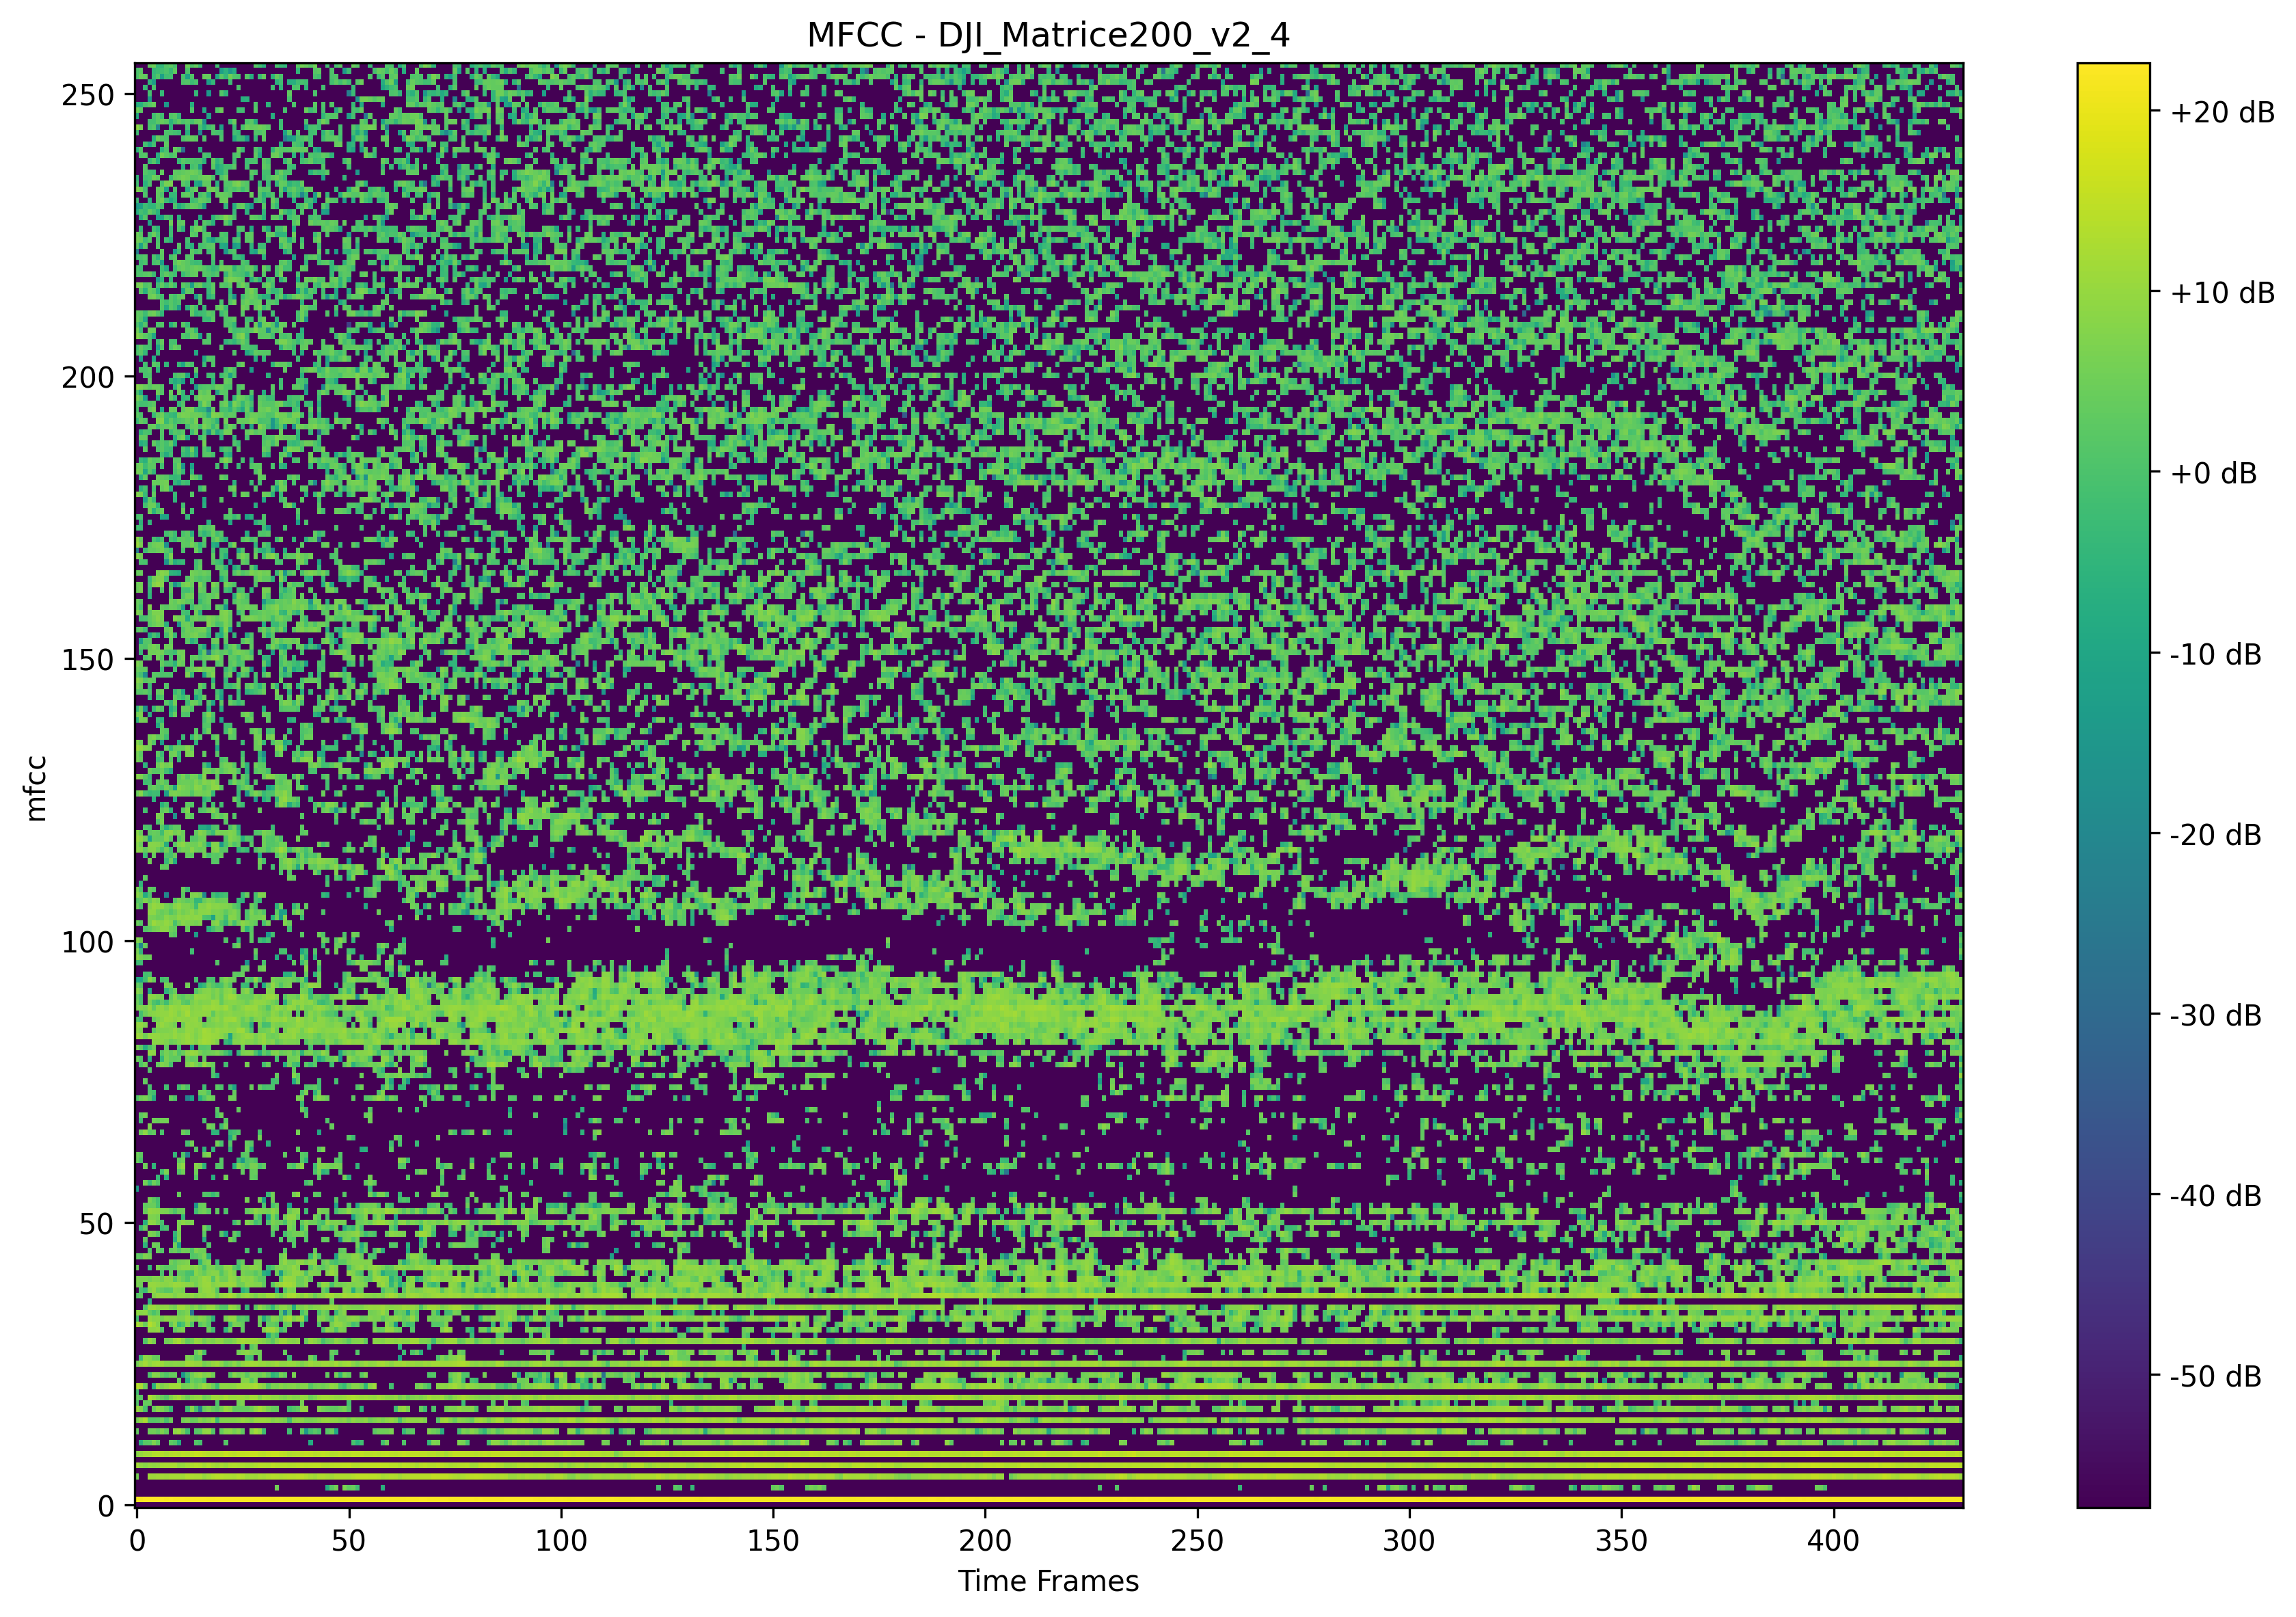 MFCC - DJI_Matrice200_v2_4
mfcc
250
200
150
100
50
0
0 50 100 150 200 250 300 350 400
Time Frames
+20 dB
+10 dB
+0 dB
-10 dB
-20 dB
-30 dB
-40 dB
-50 dB